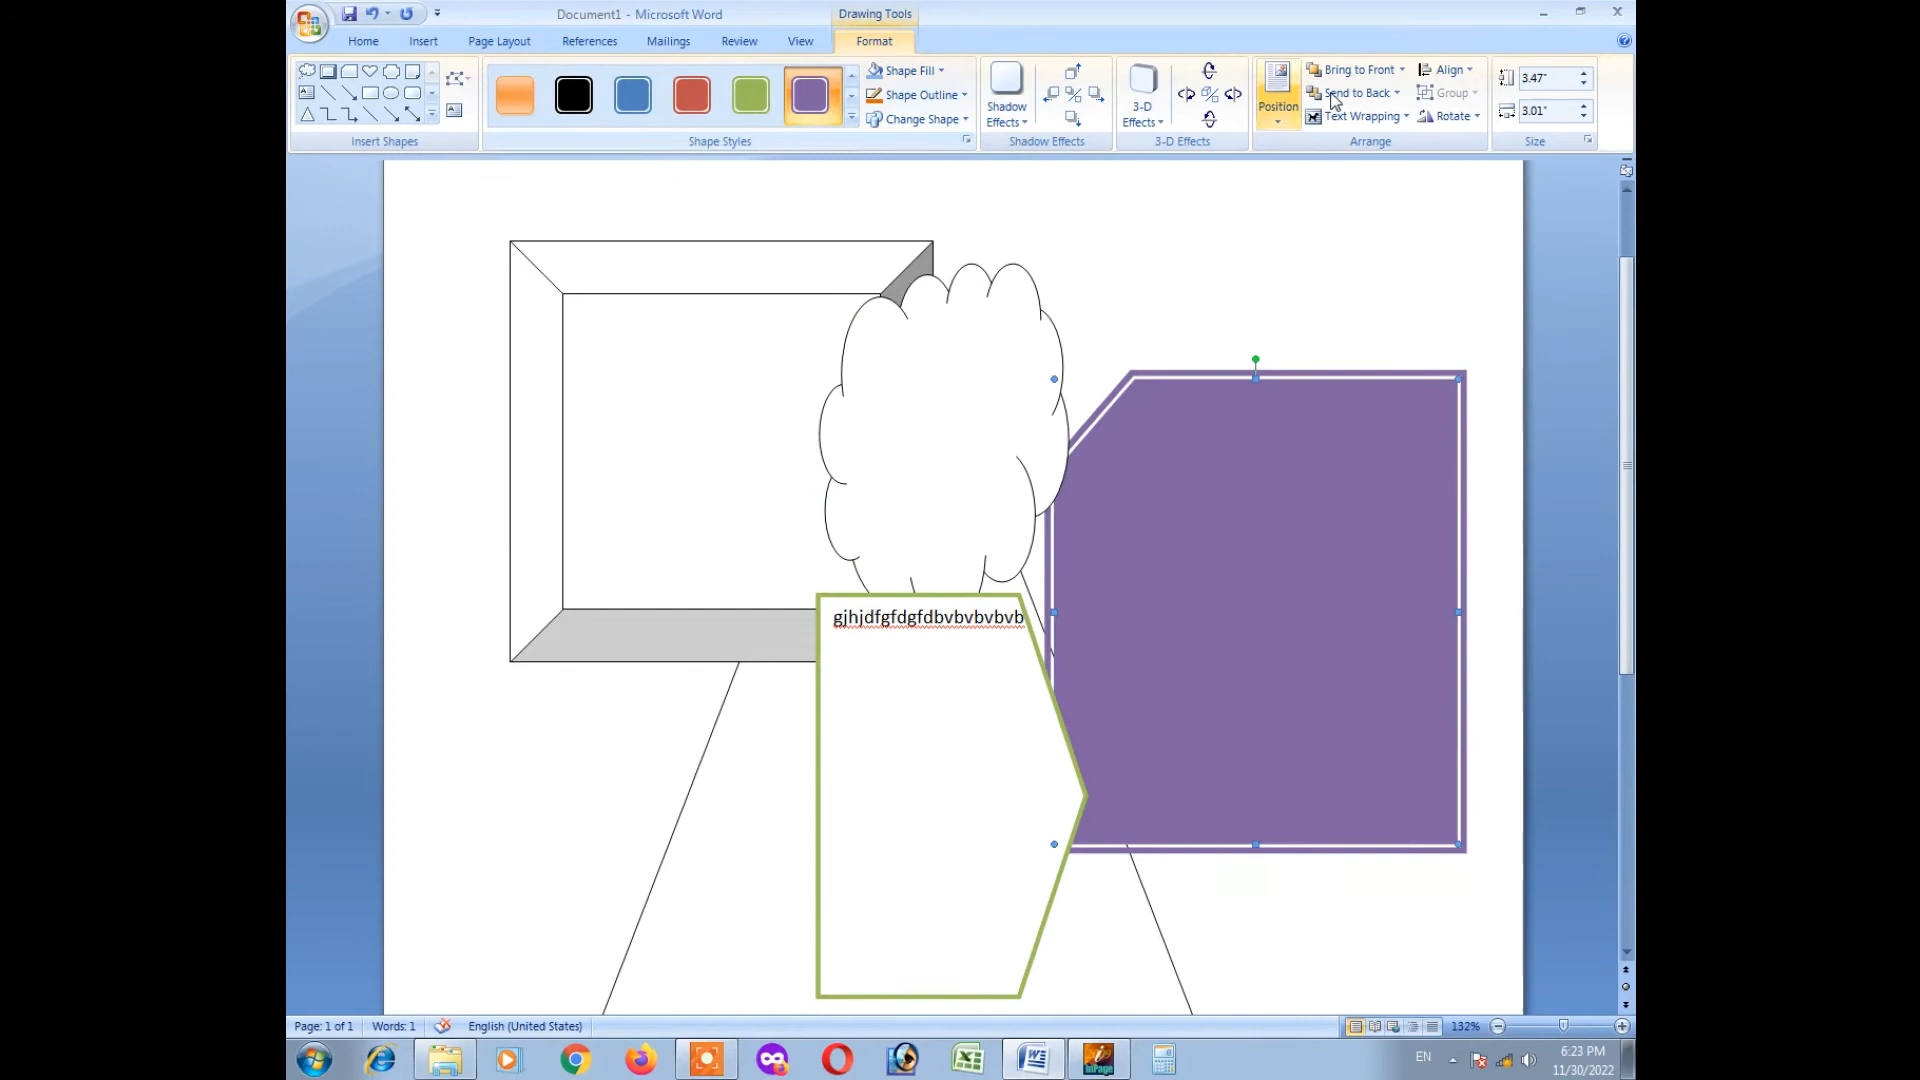 Document1 - Microsoft Word
Drawing Tools
Home
Insert
Page Layout
References
Mailings
Review
View
Format
Shape Fill
Shape Outline
Change Shape
Shadow Effects
3-D Effects
Position
Bring to Front
Send to Back
Text Wrapping
Align
Group
Rotate
3.47"
3.01"
Insert Shapes
Shape Styles
Shadow Effects
3-D Effects
Arrange
Size
gjhjdfgfdgfdbvbvbvbvb
Page: 1 of 1
Words: 1
English (United States)
132%
InPage
EN
6:23 PM
11/30/2022